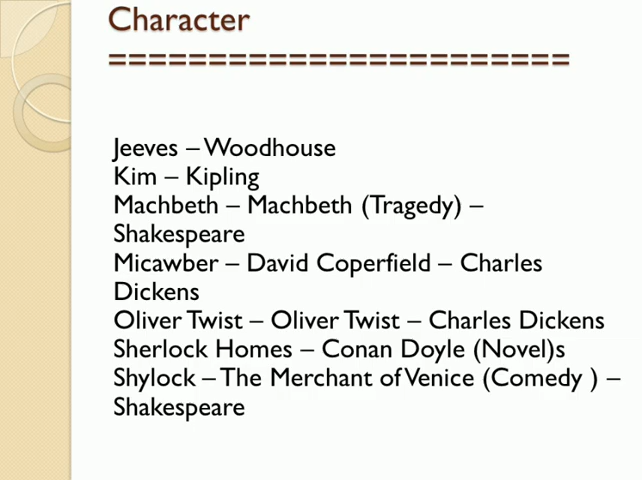 Character
=======================
Jeeves – Woodhouse
Kim – Kipling
Machbeth – Machbeth (Tragedy) –
Shakespeare
Micawber – David Coperfield – Charles
Dickens
Oliver Twist – Oliver Twist – Charles Dickens
Sherlock Homes – Conan Doyle (Novel)s
Shylock – The Merchant of Venice (Comedy ) –
Shakespeare